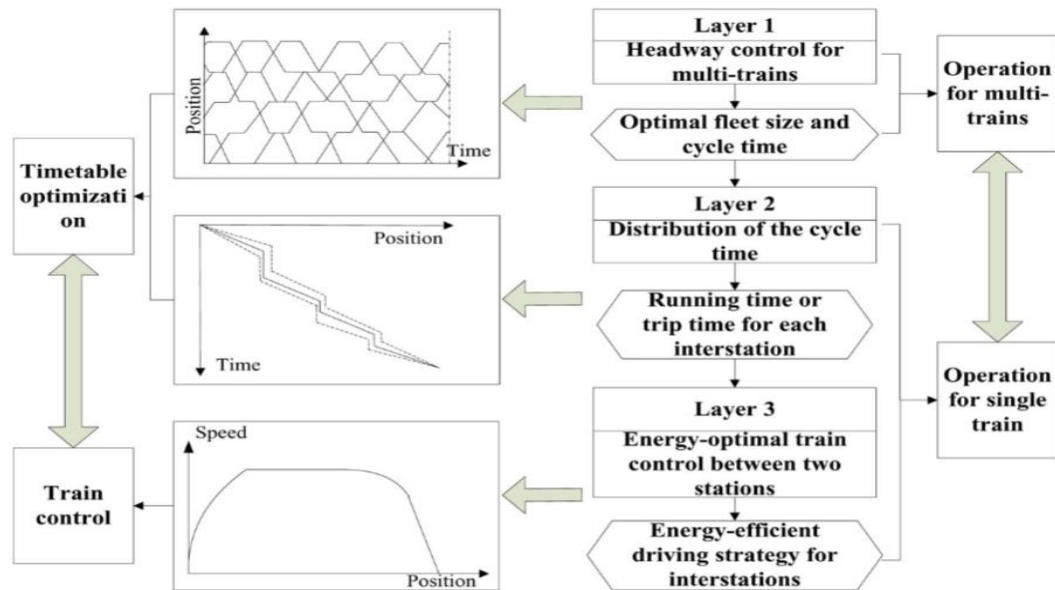 Position
Time
Timetable
optimizati
on
Position
Time
Speed
Position
Train
control
Layer 1
Headway control for
multi-trains
Optimal fleet size and
cycle time
Layer 2
Distribution of the cycle
time
Running time or
trip time for each
interstation
Layer 3
Energy-optimal train
control between two
stations
Energy-efficient
driving strategy for
interstations
Operation
for multi-
trains
Operation
for single
train